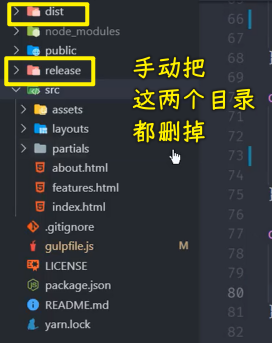 dist
node_modules
public
release
src
assets
layouts
partials
about.html
features.html
index.html
.gitignore
gulpfile.js M
LICENSE
package.json
README.md
yarn.lock
手动把
这两个目录
都删掉
66
67
68
69
70
71
72
73
74
75
76
77
78
79
80
81
82